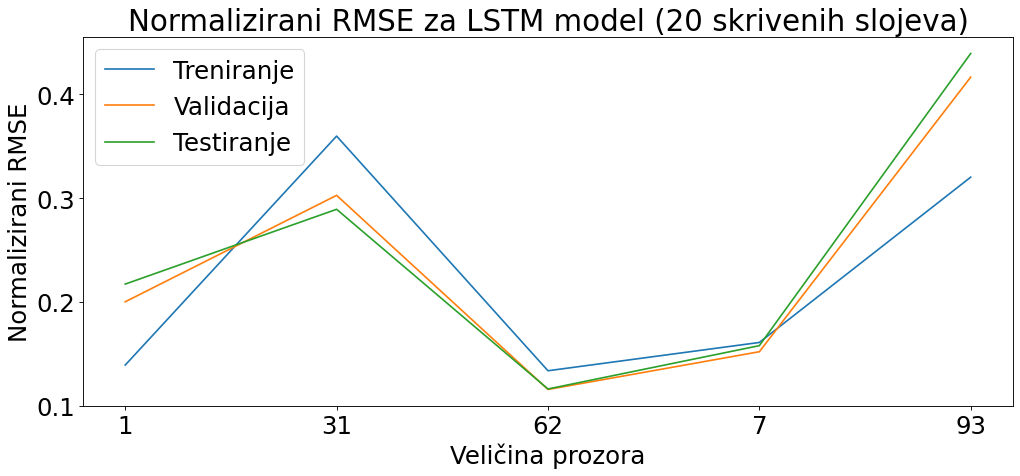 Normalizirani RMSE za LSTM model (20 skrivenih slojeva)
Treniranje
Validacija
Testiranje
Normalizirani RMSE
0.4
0.3
0.2
0.1
1 31 62 7 93
Veličina prozora